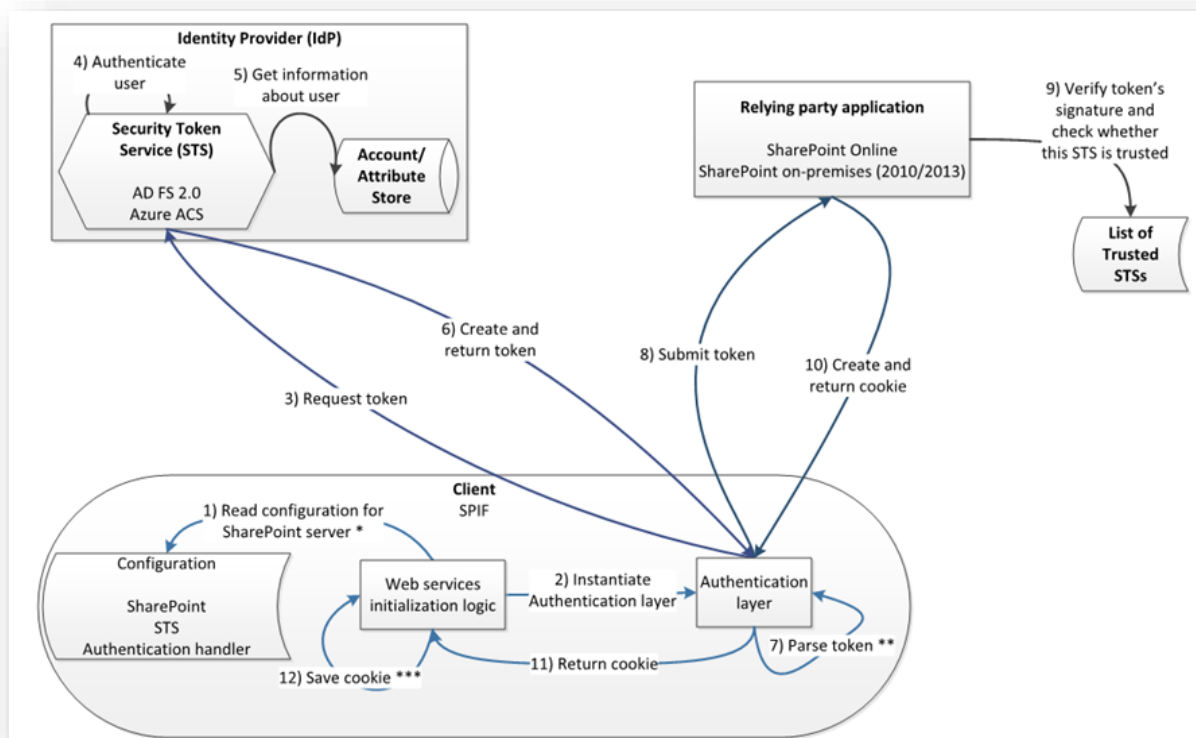 Identity Provider (IdP)
4) Authenticate
user
5) Get information
about user
Security Token
Service (STS)
AD FS 2.0
Azure ACS
Account/
Attribute
Store
Relying party application
SharePoint Online
SharePoint on-premises (2010/2013)
9) Verify token's
signature and
check whether
this STS is trusted
List of
Trusted
STSs
6) Create and
return token
3) Request token
8) Submit token
10) Create and
return cookie
Client
SPIF
1) Read configuration for
SharePoint server *
Configuration
SharePoint
STS
Authentication handler
Web services
initialization logic
2) Instantiate
Authentication layer
Authentication
layer
7) Parse token **
11) Return cookie
12) Save cookie ***